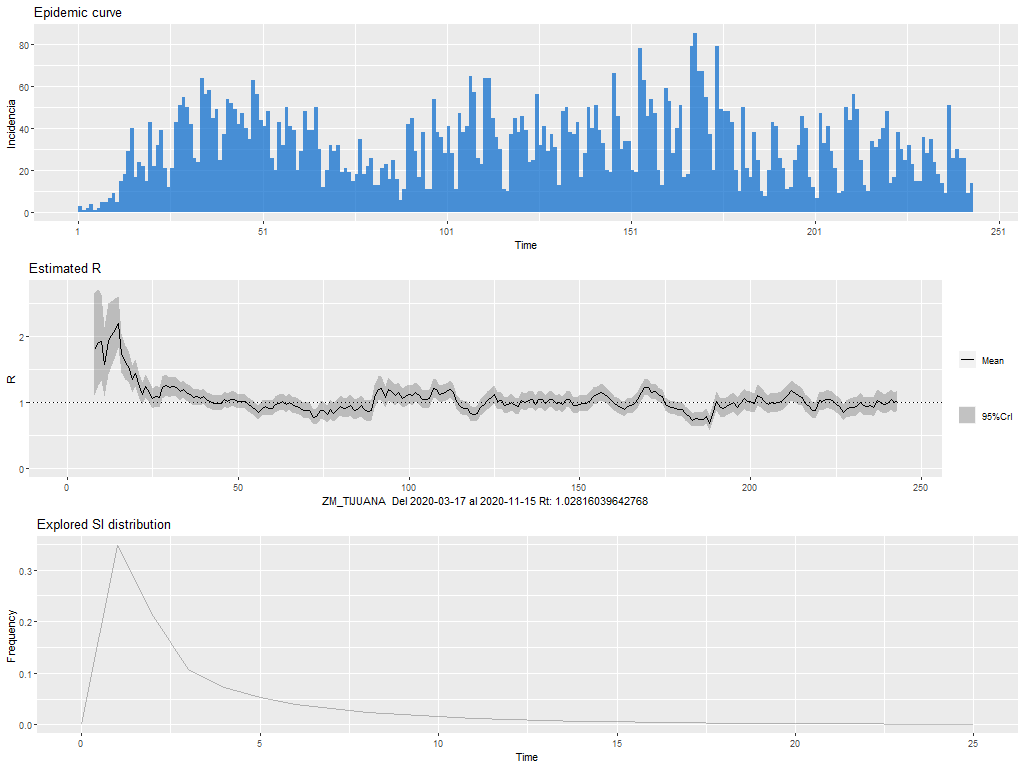 Epidemic curve
80
60
40
20
0
Incidencia
1
51
101
151
201
251
Time
Estimated R
2
1
0
R
Mean
95%CrI
0
50
100
150
200
250
ZM_TIJUANA Del 2020-03-17 al 2020-11-15 Rt: 1.02816039642768
Explored SI distribution
0.3
0.2
0.1
0.0
Frequency
0
5
10
15
20
25
Time